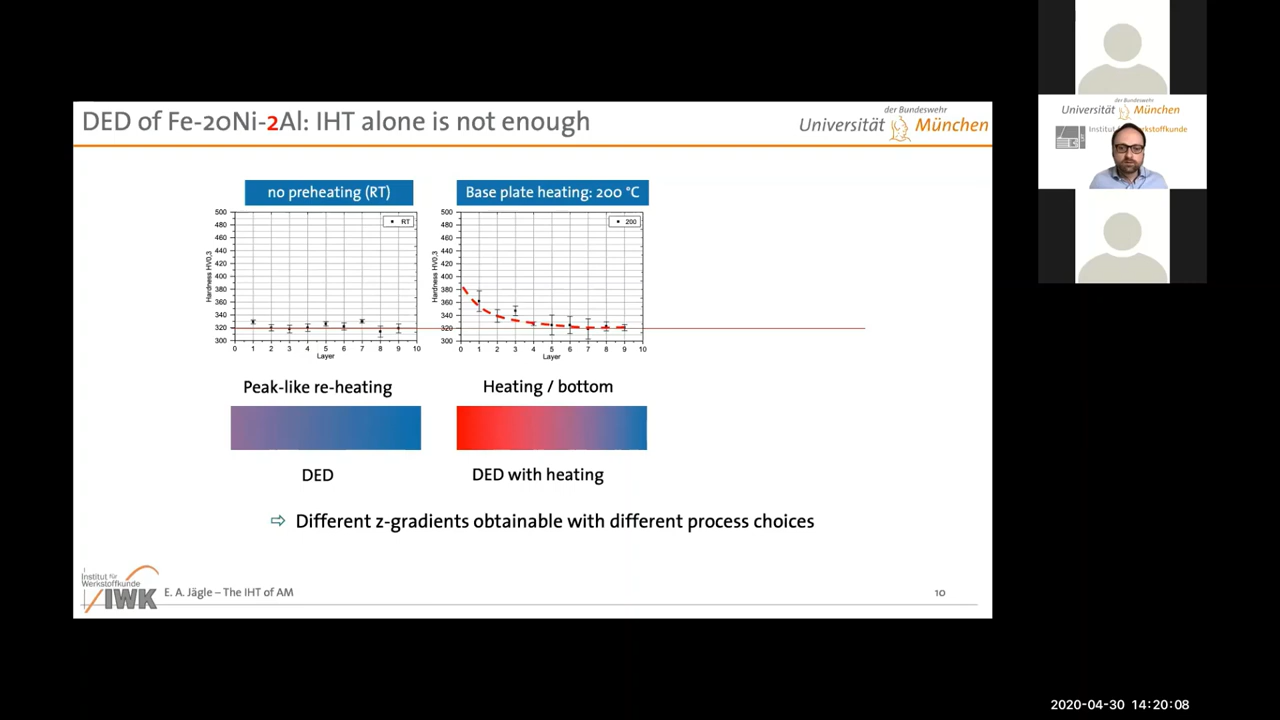 DED of Fe-20Ni-2Al: IHT alone is not enough
der Bundeswehr
Universität München
no preheating (RT)
Base plate heating: 200 °C
500
480
460
440
420
400
380
360
340
320
300
Hardness HV0,3
RT
0 1 2 3 4 5 6 7 8 9 10
Layer
500
480
460
440
420
400
380
360
340
320
300
Hardness HV0,3
200
0 1 2 3 4 5 6 7 8 9 10
Layer
Peak-like re-heating
Heating / bottom
DED
DED with heating
⇨ Different z-gradients obtainable with different process choices
Institut für
Werkstoffkunde
IWK
E. A. Jägle – The IHT of AM
10
der Bundeswehr
Universität München
2020-04-30 14:20:08